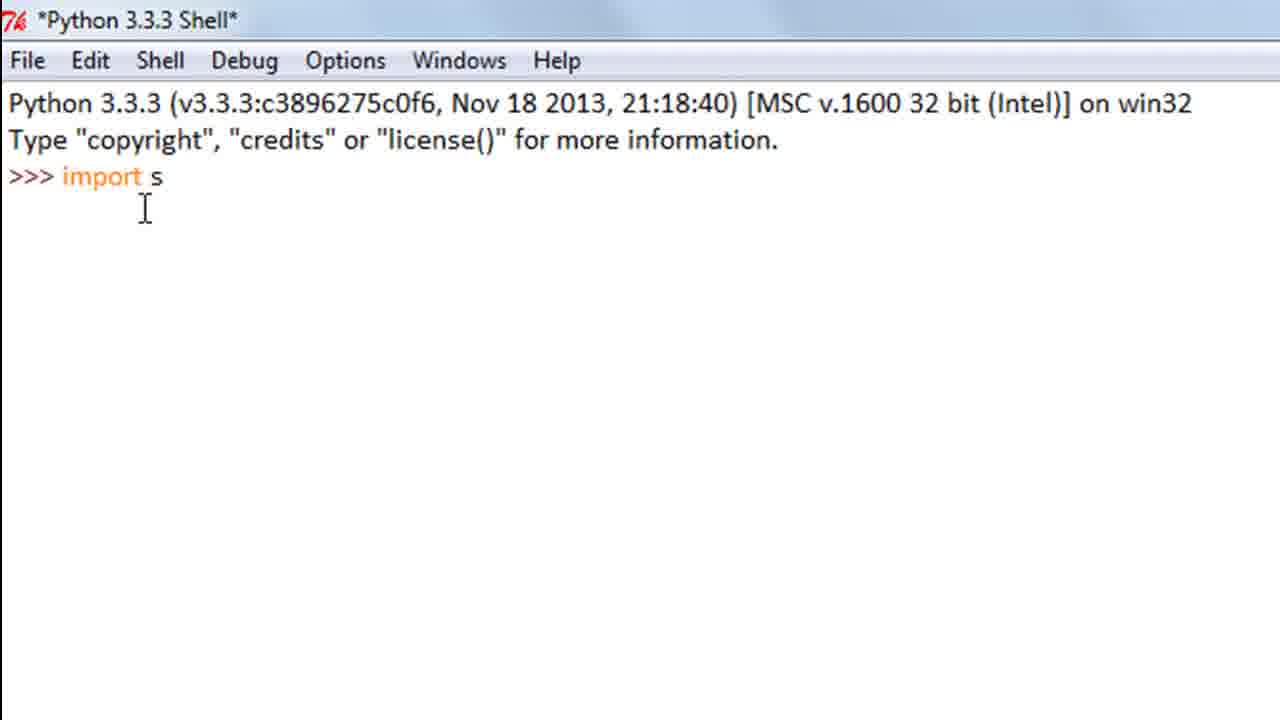 *Python 3.3.3 Shell*
File Edit Shell Debug Options Windows Help
Python 3.3.3 (v3.3.3:c3896275c0f6, Nov 18 2013, 21:18:40) [MSC v.1600 32 bit (Intel)] on win32
Type "copyright", "credits" or "license()" for more information.
>>> import s